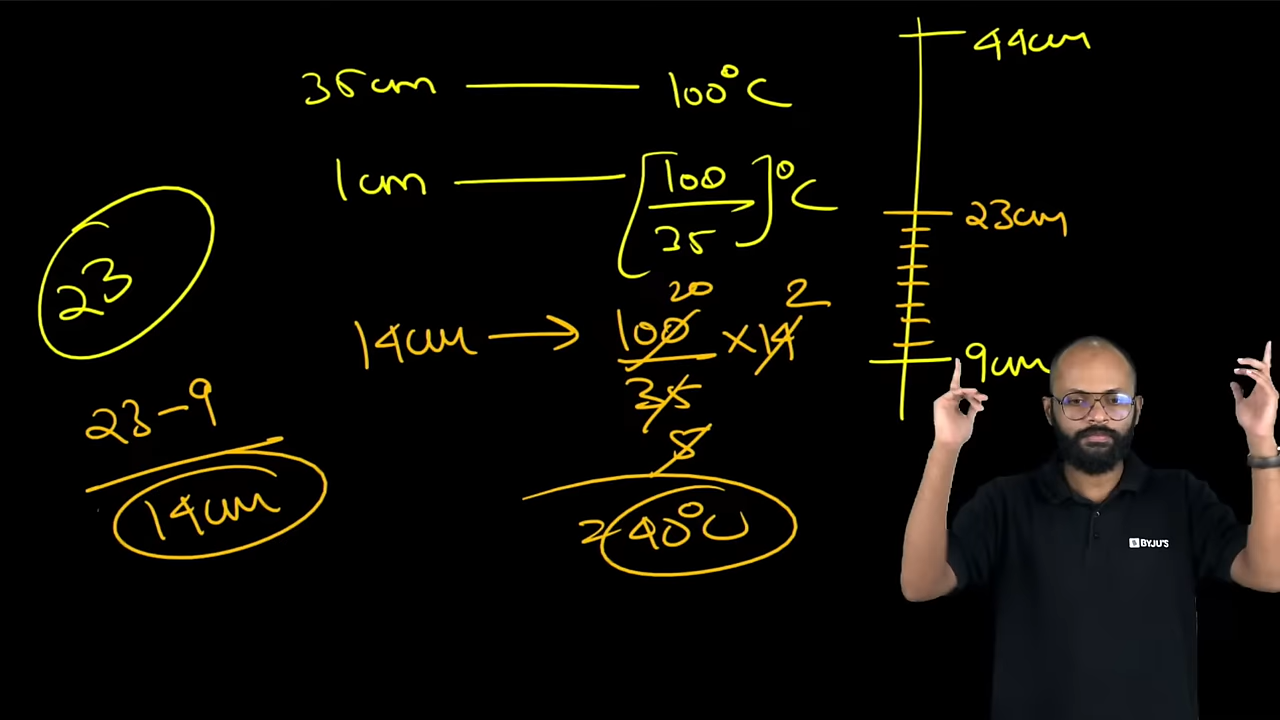 35cm — 100°C
1cm — [100/35]°C
23
14cm → 100/35 × 14
20
2
5
= 40°C
23-9
14cm
44cm
23cm
9cm
BYJU'S